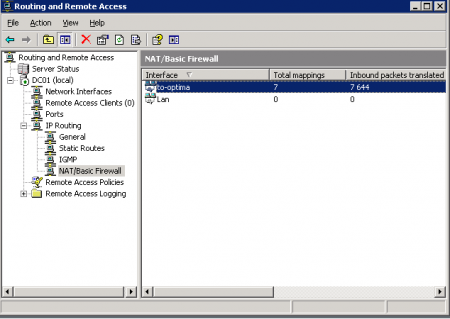 Routing and Remote Access
File Action View Help
Routing and Remote Access
Server Status
DC01 (local)
Network Interfaces
Remote Access Clients (0)
Ports
IP Routing
General
Static Routes
IGMP
NAT/Basic Firewall
Remote Access Policies
Remote Access Logging
NAT/Basic Firewall
Interface Total mappings Inbound packets translated
to-optima 7 7 644
Lan 0 0